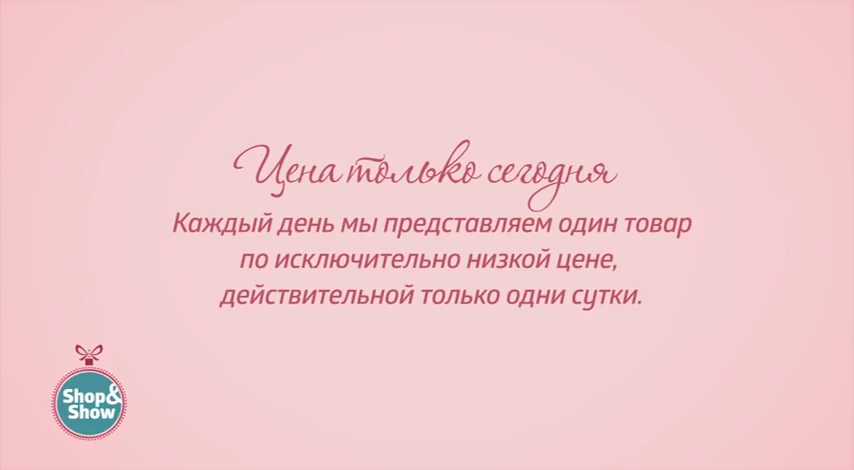 Цена только сегодня
Каждый день мы представляем один товар
по исключительно низкой цене,
действительной только одни сутки.
Shop&
Show